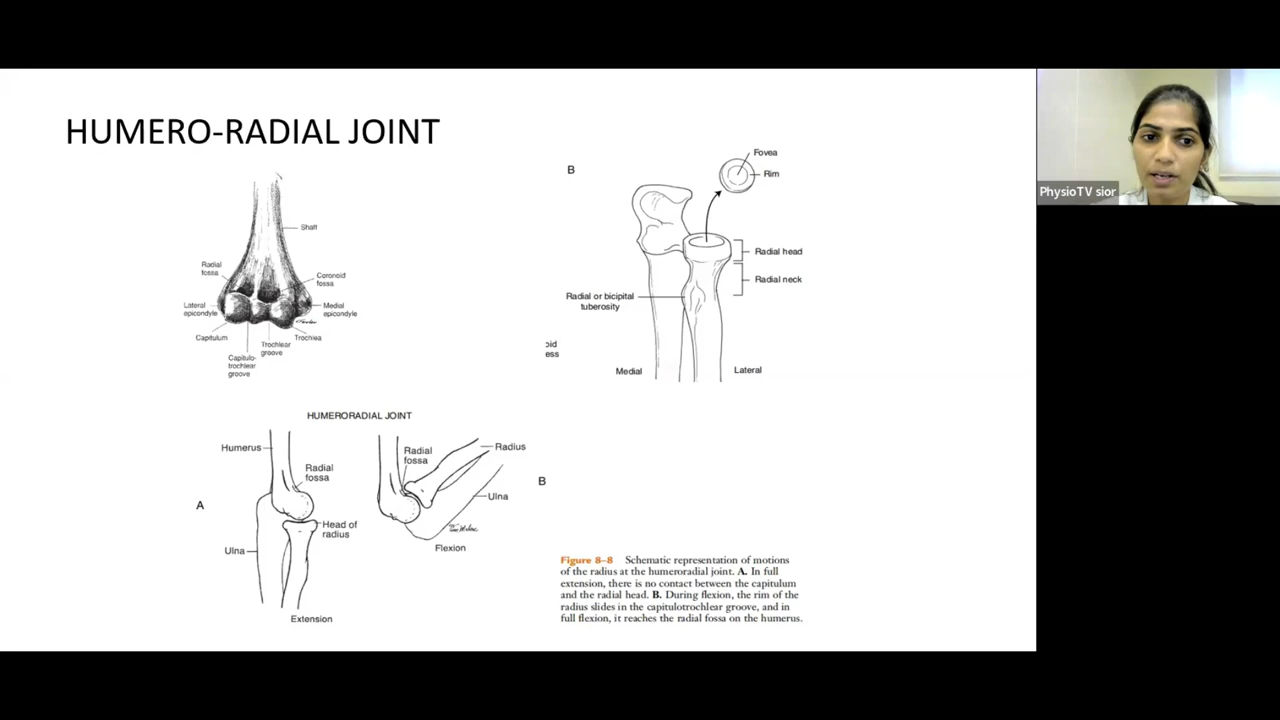 HUMERO-RADIAL JOINT
Shaft
Radial
fossa
Coronoid
fossa
Lateral
epicondyle
Medial
epicondyle
Capitulum
Trochlea
Trochlear
groove
Capitulo-
trochlear
groove
B
Fovea
Rim
Radial head
Radial neck
Radial or bicipital
tuberosity
oid
ess
Medial
Lateral
PhysioTV sior
HUMERORADIAL JOINT
Humerus
Radial
fossa
A
Head of
radius
Ulna
Extension
Radial
fossa
Radius
Ulna
Flexion
B
Figure 8–8 Schematic representation of motions
of the radius at the humeroradial joint. A. In full
extension, there is no contact between the capitulum
and the radial head. B. During flexion, the rim of the
radius slides in the capitulotrochlear groove, and in
full flexion, it reaches the radial fossa on the humerus.